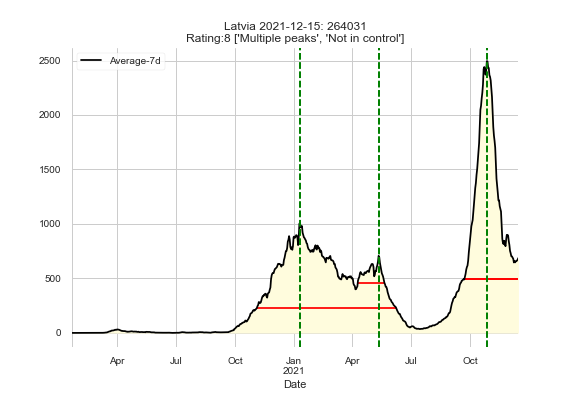 Latvia 2021-12-15: 264031
Rating:8 ['Multiple peaks', 'Not in control']
Average-7d
2500
2000
1500
1000
500
0
Apr Jul Oct Jan Apr Jul Oct
2021
Date